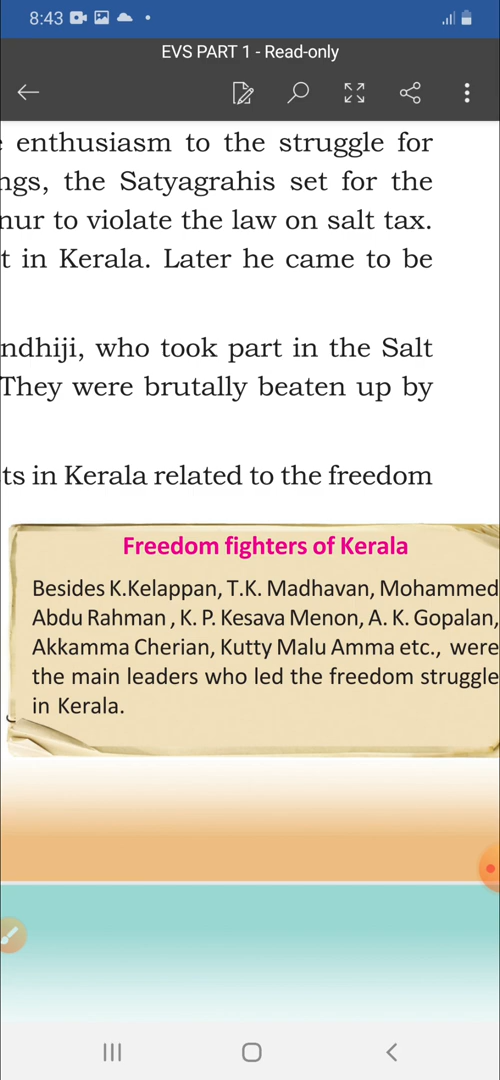 8:43
EVS PART 1 - Read-only
enthusiasm to the struggle for
ngs, the Satyagrahis set for the
nur to violate the law on salt tax.
t in Kerala. Later he came to be
ndhiji, who took part in the Salt
They were brutally beaten up by
ts in Kerala related to the freedom
Freedom fighters of Kerala
Besides K.Kelappan, T.K. Madhavan, Mohammed
Abdu Rahman , K. P. Kesava Menon, A. K. Gopalan,
Akkamma Cherian, Kutty Malu Amma etc., were
the main leaders who led the freedom struggle
in Kerala.